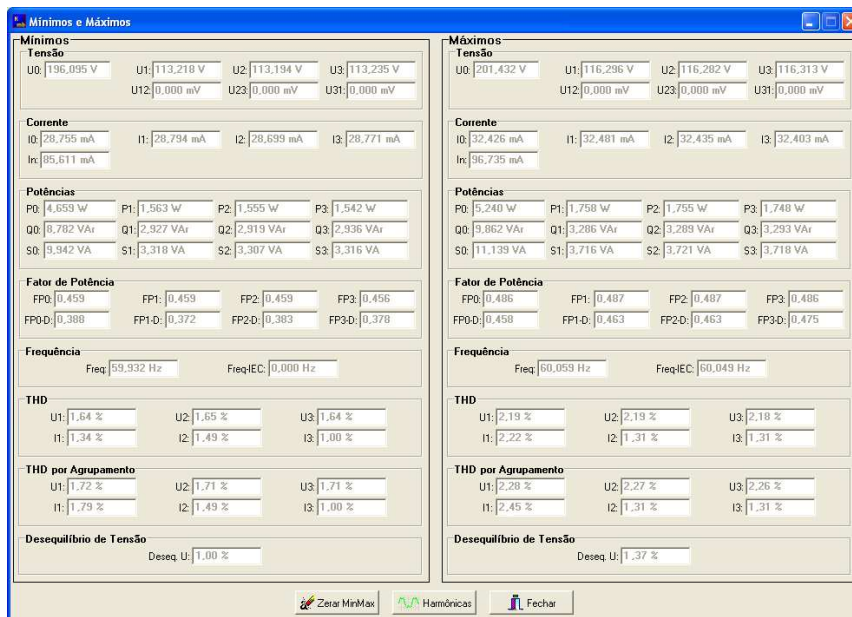 Mínimos e Máximos
Mínimos
Tensão
U0: 196,095 V U1: 113,218 V U2: 113,194 V U3: 113,235 V
U12: 0,000 mV U23: 0,000 mV U31: 0,000 mV
Corrente
I0: 28,755 mA I1: 28,794 mA I2: 28,699 mA I3: 28,771 mA
In: 85,611 mA
Potências
P0: 4,659 W P1: 1,563 W P2: 1,555 W P3: 1,542 W
Q0: 8,782 VAr Q1: 2,927 VAr Q2: 2,919 VAr Q3: 2,936 VAr
S0: 9,942 VA S1: 3,318 VA S2: 3,307 VA S3: 3,316 VA
Fator de Potência
FP0: 0,459 FP1: 0,459 FP2: 0,459 FP3: 0,456
FP0-D: 0,388 FP1-D: 0,372 FP2-D: 0,383 FP3-D: 0,378
Frequência
Freq: 59,932 Hz Freq-IEC: 0,000 Hz
THD
U1: 1,64 % U2: 1,65 % U3: 1,64 %
I1: 1,34 % I2: 1,49 % I3: 1,00 %
THD por Agrupamento
U1: 1,72 % U2: 1,71 % U3: 1,71 %
I1: 1,79 % I2: 1,49 % I3: 1,00 %
Desequilíbrio de Tensão
Deseq. U: 1,00 %
Máximos
Tensão
U0: 201,432 V U1: 116,296 V U2: 116,282 V U3: 116,313 V
U12: 0,000 mV U23: 0,000 mV U31: 0,000 mV
Corrente
I0: 32,426 mA I1: 32,481 mA I2: 32,435 mA I3: 32,403 mA
In: 96,735 mA
Potências
P0: 5,240 W P1: 1,758 W P2: 1,755 W P3: 1,748 W
Q0: 9,862 VAr Q1: 3,286 VAr Q2: 3,289 VAr Q3: 3,293 VAr
S0: 11,139 VA S1: 3,716 VA S2: 3,721 VA S3: 3,718 VA
Fator de Potência
FP0: 0,486 FP1: 0,487 FP2: 0,487 FP3: 0,486
FP0-D: 0,458 FP1-D: 0,463 FP2-D: 0,463 FP3-D: 0,475
Frequência
Freq: 60,059 Hz Freq-IEC: 60,049 Hz
THD
U1: 2,19 % U2: 2,19 % U3: 2,18 %
I1: 2,22 % I2: 1,31 % I3: 1,31 %
THD por Agrupamento
U1: 2,28 % U2: 2,27 % U3: 2,26 %
I1: 2,45 % I2: 1,31 % I3: 1,31 %
Desequilíbrio de Tensão
Deseq. U: 1,37 %
Zerar MinMax Harmônicas Fechar